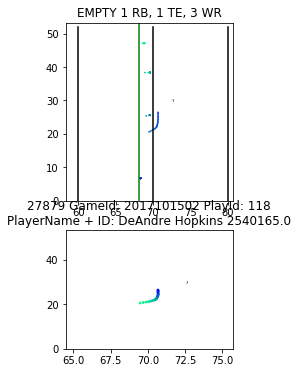 EMPTY 1 RB, 1 TE, 3 WR
50
40
30
20
10
0
60 65 70 75 80
27879 GameId: 2017101502 PlayId: 118
PlayerName + ID: DeAndre Hopkins 2540165.0
40
20
0
65.0 67.5 70.0 72.5 75.0